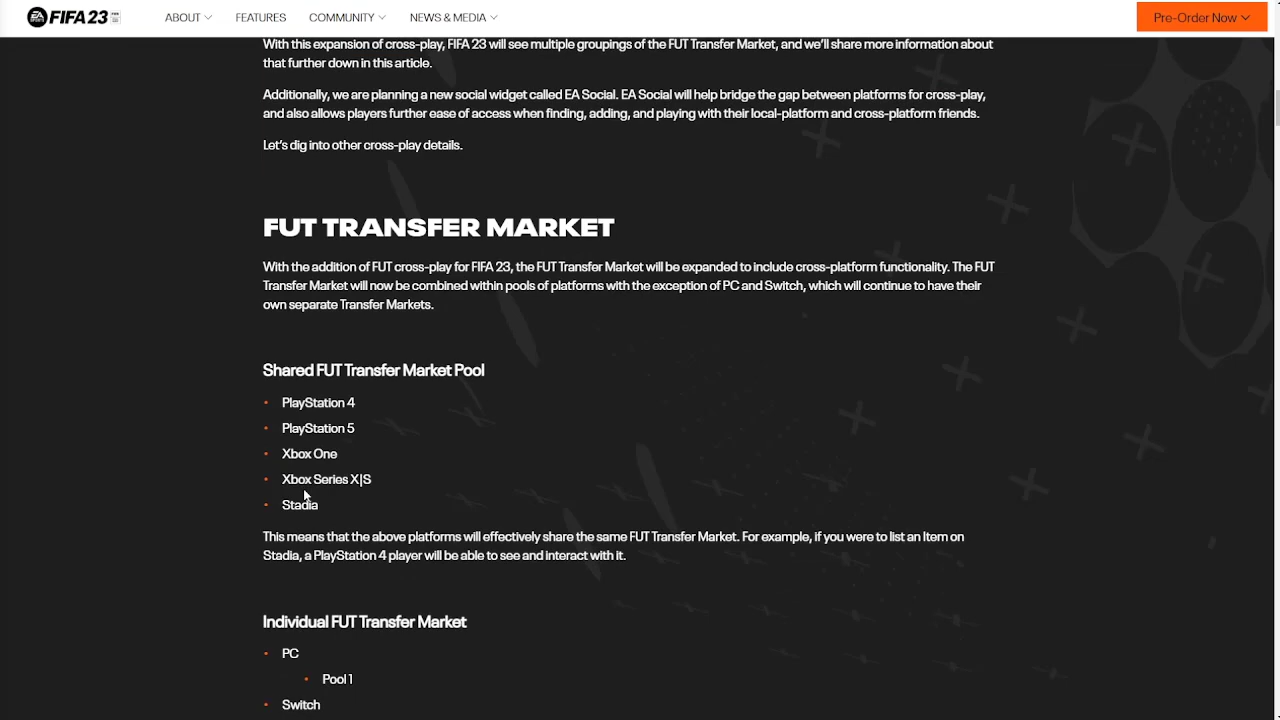 EA SPORTS FIFA 23
ABOUT FEATURES COMMUNITY NEWS & MEDIA Pre-Order Now
With this expansion of cross-play, FIFA 23 will see multiple groupings of the FUT Transfer Market, and we'll share more information about
that further down in this article.
Additionally, we are planning a new social widget called EA Social. EA Social will help bridge the gap between platforms for cross-play,
and also allows players further ease of access when finding, adding, and playing with their local-platform and cross-platform friends.
Let's dig into other cross-play details.
FUT TRANSFER MARKET
With the addition of FUT cross-play for FIFA 23, the FUT Transfer Market will be expanded to include cross-platform functionality. The FUT
Transfer Market will now be combined within pools of platforms with the exception of PC and Switch, which will continue to have their
own separate Transfer Markets.
Shared FUT Transfer Market Pool
• PlayStation 4
• PlayStation 5
• Xbox One
• Xbox Series X|S
• Stadia
This means that the above platforms will effectively share the same FUT Transfer Market. For example, if you were to list an Item on
Stadia, a PlayStation 4 player will be able to see and interact with it.
Individual FUT Transfer Market
• PC
• Pool 1
• Switch